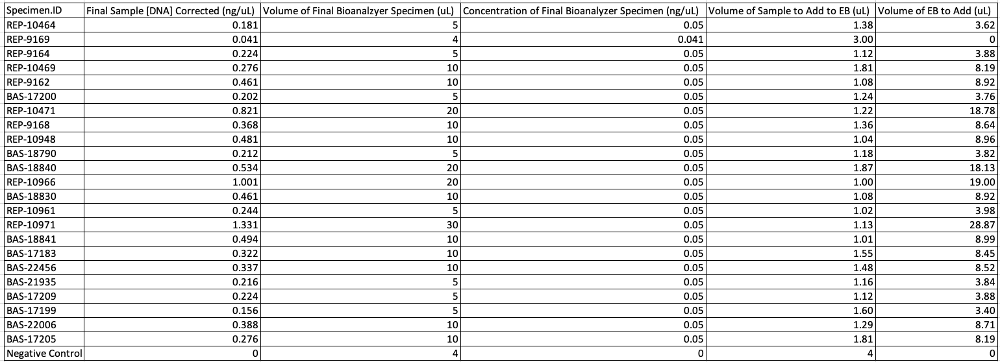 Specimen.ID Final Sample [DNA] Corrected (ng/uL) Volume of Final Bioanalzyer Specimen (uL) Concentration of Final Bioanalyzer Specimen (ng/uL) Volume of Sample to Add to EB (uL) Volume of EB to Add (uL)
REP-10464 0.181 5 0.05 1.38 3.62
REP-9169 0.041 4 0.041 3.00 0
REP-9164 0.224 5 0.05 1.12 3.88
REP-10469 0.276 10 0.05 1.81 8.19
REP-9162 0.461 10 0.05 1.08 8.92
BAS-17200 0.202 5 0.05 1.24 3.76
REP-10471 0.821 20 0.05 1.22 18.78
REP-9168 0.368 10 0.05 1.36 8.64
REP-10948 0.481 10 0.05 1.04 8.96
BAS-18790 0.212 5 0.05 1.18 3.82
BAS-18840 0.534 20 0.05 1.87 18.13
REP-10966 1.001 20 0.05 1.00 19.00
BAS-18830 0.461 10 0.05 1.08 8.92
REP-10961 0.244 5 0.05 1.02 3.98
REP-10971 1.331 30 0.05 1.13 28.87
BAS-18841 0.494 10 0.05 1.01 8.99
BAS-17183 0.322 10 0.05 1.55 8.45
BAS-22456 0.337 10 0.05 1.48 8.52
BAS-21935 0.216 5 0.05 1.16 3.84
BAS-17209 0.224 5 0.05 1.12 3.88
BAS-17199 0.156 5 0.05 1.60 3.40
BAS-22006 0.388 10 0.05 1.29 8.71
BAS-17205 0.276 10 0.05 1.81 8.19
Negative Control 0 4 0 4 0